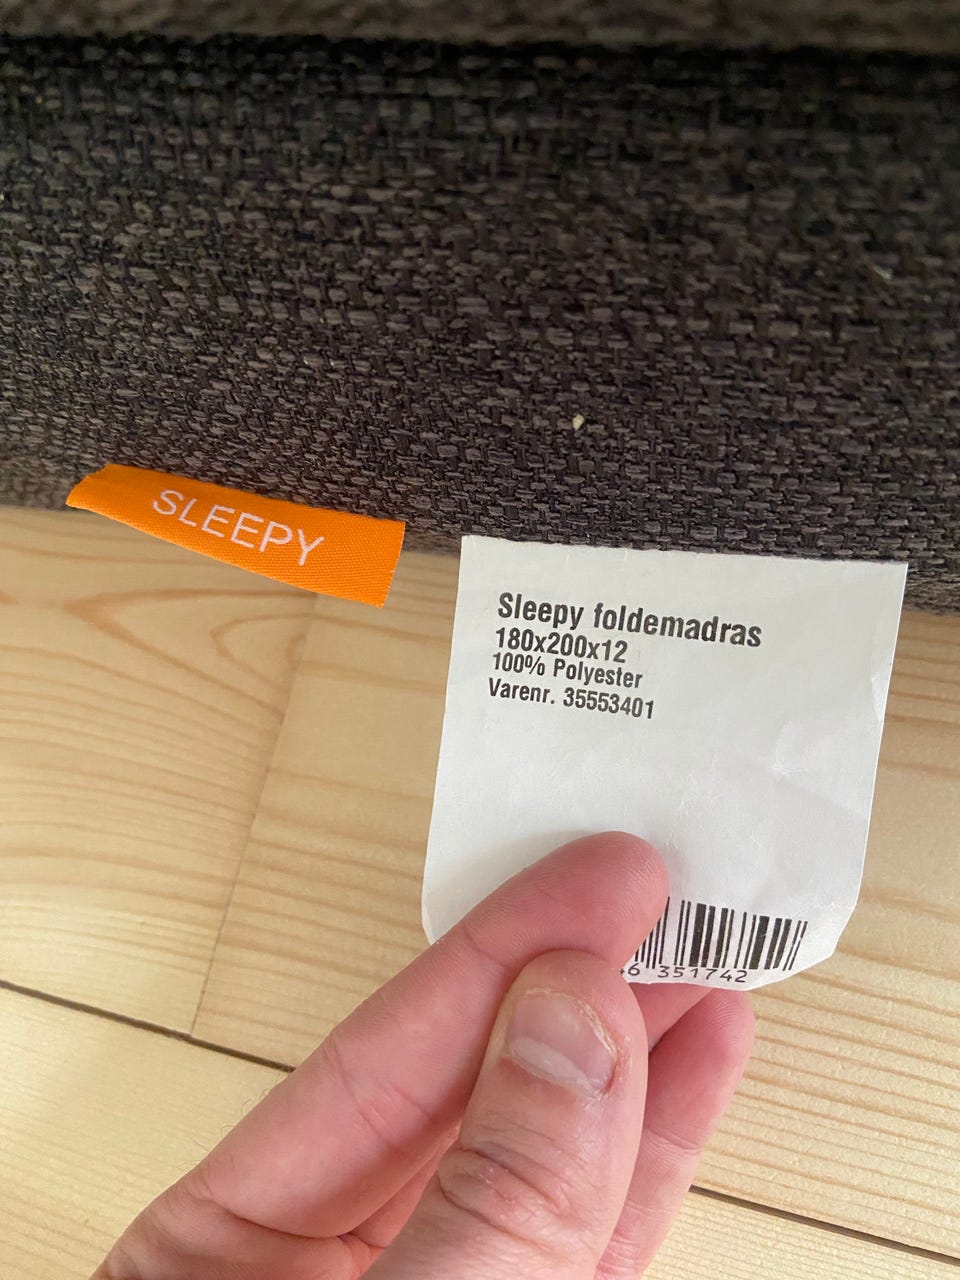 SLEEPY
Sleepy foldemadras
180x200x12
100% Polyester
Varenr. 35553401
6 351742